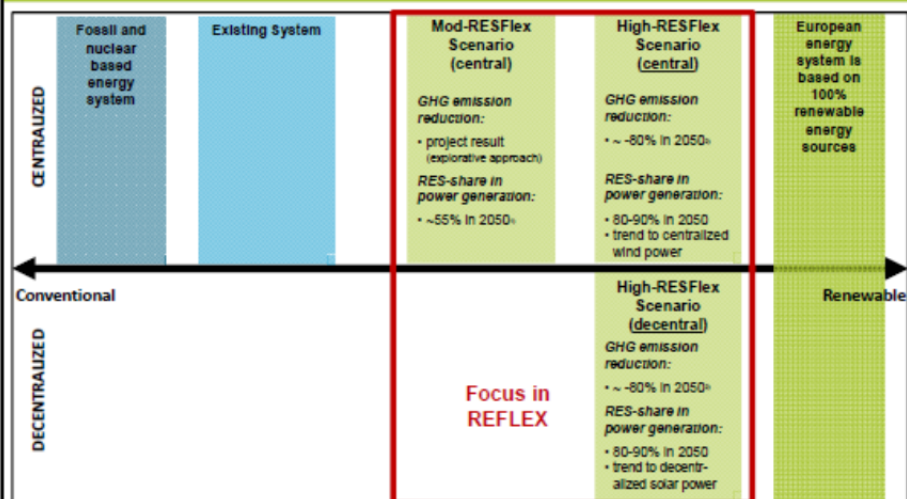 CENTRALIZED
Fossil and
nuclear
based
energy
system
Existing System
Mod-RESFlex
Scenario
(central)
GHG emission
reduction:
• project result
(explorative approach)
RES-share in
power generation:
• ~55% in 2050
High-RESFlex
Scenario
(central)
GHG emission
reduction:
• ~ -80% in 2050
RES-share in
power generation:
• 80-90% in 2050
• trend to centralized
wind power
European
energy
system is
based on
100%
renewable
energy
sources
Conventional
Renewable
DECENTRALIZED
Focus in
REFLEX
High-RESFlex
Scenario
(decentral)
GHG emission
reduction:
• ~ -80% in 2050
RES-share in
power generation:
• 80-90% in 2050
• trend to decentr-
alized solar power